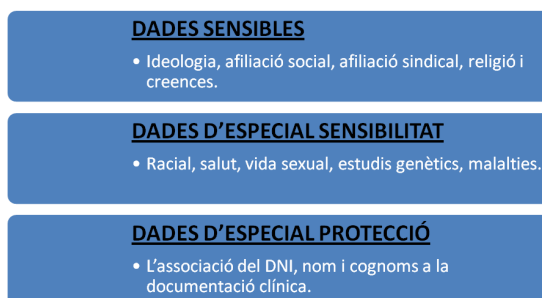 DADES SENSIBLES
• Ideologia, afiliació social, afiliació sindical, religió i
creences.
DADES D'ESPECIAL SENSIBILITAT
• Racial, salut, vida sexual, estudis genètics, malalties.
DADES D'ESPECIAL PROTECCIÓ
• L'associació del DNI, nom i cognoms a la
documentació clínica.